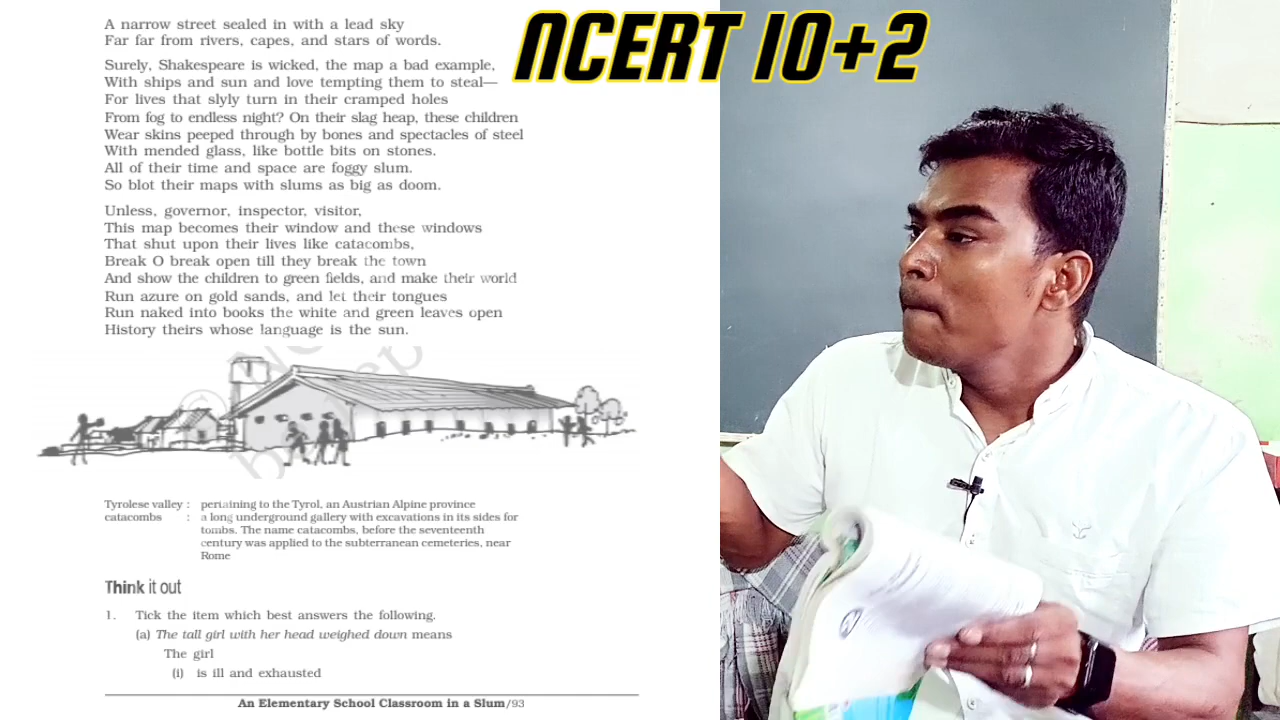 NCERT 10+2
A narrow street sealed in with a lead sky
Far far from rivers, capes, and stars of words.
Surely, Shakespeare is wicked, the map a bad example,
With ships and sun and love tempting them to steal—
For lives that slyly turn in their cramped holes
From fog to endless night? On their slag heap, these children
Wear skins peeped through by bones and spectacles of steel
With mended glass, like bottle bits on stones.
All of their time and space are foggy slum.
So blot their maps with slums as big as doom.
Unless, governor, inspector, visitor,
This map becomes their window and these windows
That shut upon their lives like catacombs,
Break O break open till they break the town
And show the children to green fields, and make their world
Run azure on gold sands, and let their tongues
Run naked into books the white and green leaves open
History theirs whose language is the sun.
Tyrolese valley : pertaining to the Tyrol, an Austrian Alpine province
catacombs : a long underground gallery with excavations in its sides for
tombs. The name catacombs, before the seventeenth
century was applied to the subterranean cemeteries, near
Rome
Think it out
1. Tick the item which best answers the following.
(a) The tall girl with her head weighed down means
The girl
(i) is ill and exhausted
An Elementary School Classroom in a Slum/93